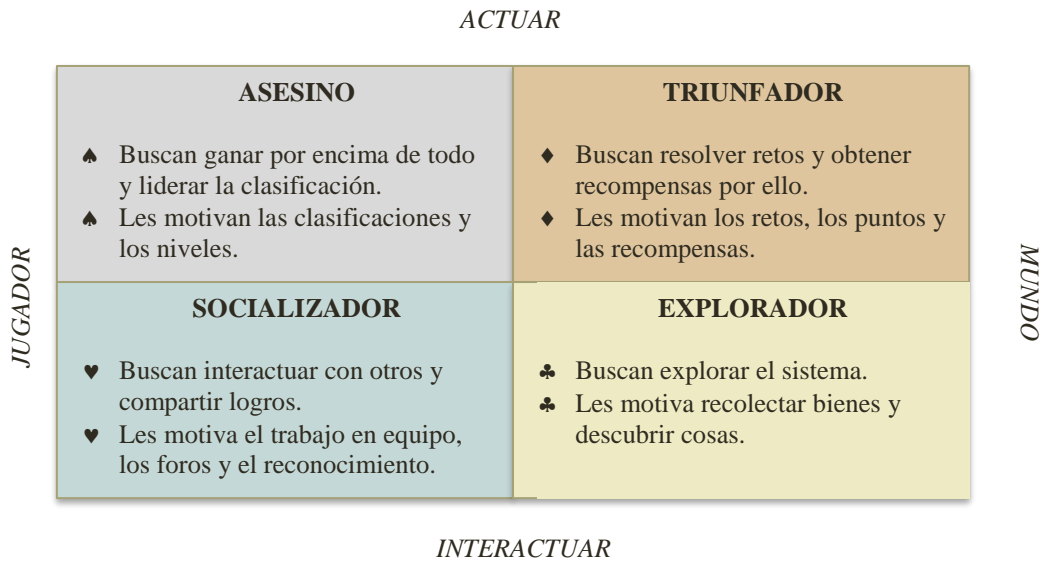 ACTUAR
ASESINO
♠ Buscan ganar por encima de todo
y liderar la clasificación.
♠ Les motivan las clasificaciones y
los niveles.
TRIUNFADOR
♦ Buscan resolver retos y obtener
recompensas por ello.
♦ Les motivan los retos, los puntos y
las recompensas.
JUGADOR
MUNDO
SOCIALIZADOR
♥ Buscan interactuar con otros y
compartir logros.
♥ Les motiva el trabajo en equipo,
los foros y el reconocimiento.
EXPLORADOR
♣ Buscan explorar el sistema.
♣ Les motiva recolectar bienes y
descubrir cosas.
INTERACTUAR